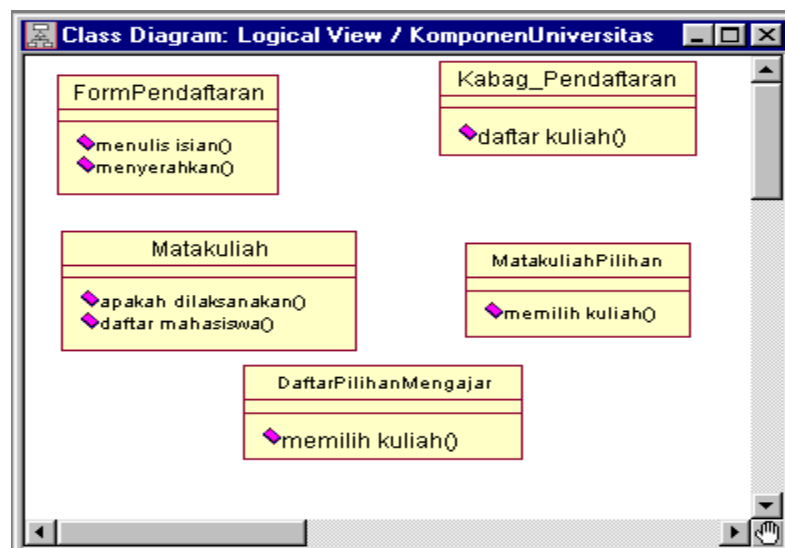 Class Diagram: Logical View / KomponenUniversitas
FormPendaftaran
menulis isian()
menyerahkan()
Kabag_Pendaftaran
daftar kuliah()
Matakuliah
apakah dilaksanakan()
daftar mahasiswa()
MatakuliahPilihan
memilih kuliah()
DaftarPilihanMengajar
memilih kuliah()